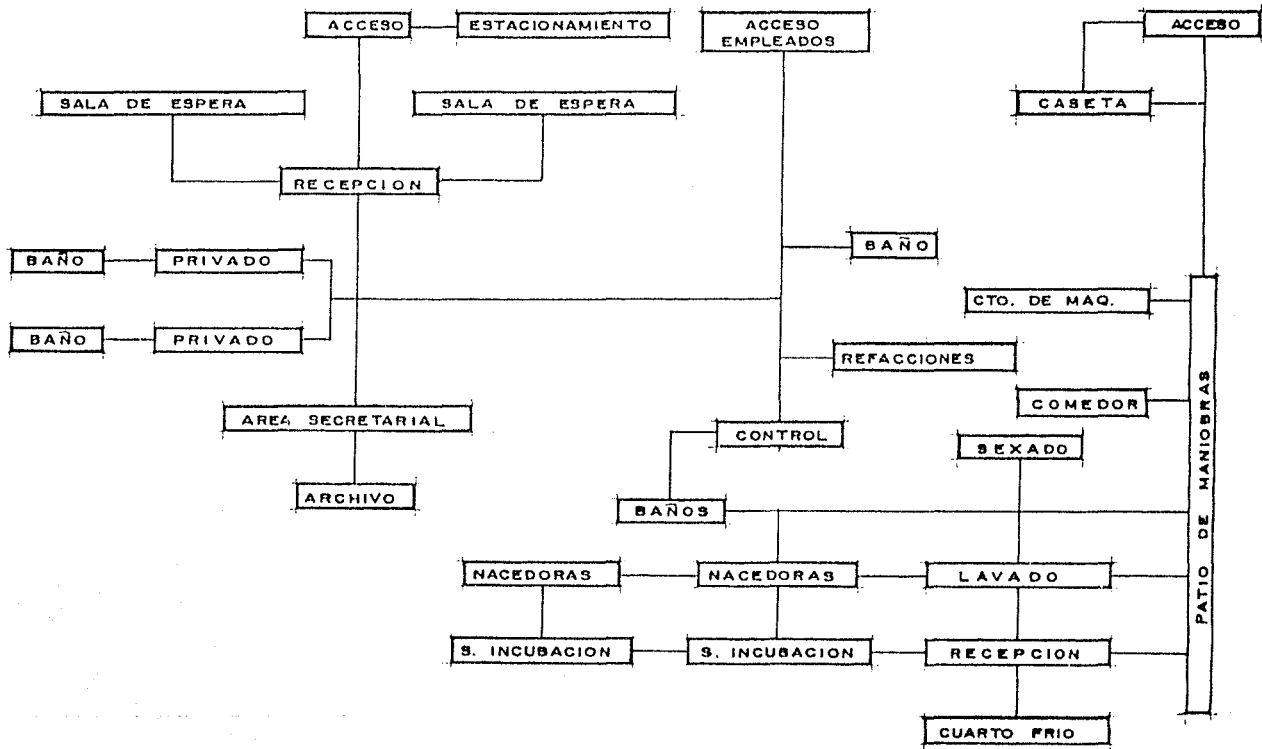 ACCESO
ESTACIONAMIENTO
ACCESO
EMPLEADOS
ACCESO
SALA DE ESPERA
SALA DE ESPERA
CASETA
RECEPCION
BAÑO
PRIVADO
BAÑO
CTO. DE MAQ.
BAÑO
PRIVADO
REFACCIONES
COMEDOR
AREA SECRETARIAL
CONTROL
SEXADO
ARCHIVO
BAÑOS
PATIO DE MANIOBRAS
NACEDORAS
NACEDORAS
LAVADO
S. INCUBACION
S. INCUBACION
RECEPCION
CUARTO FRIO